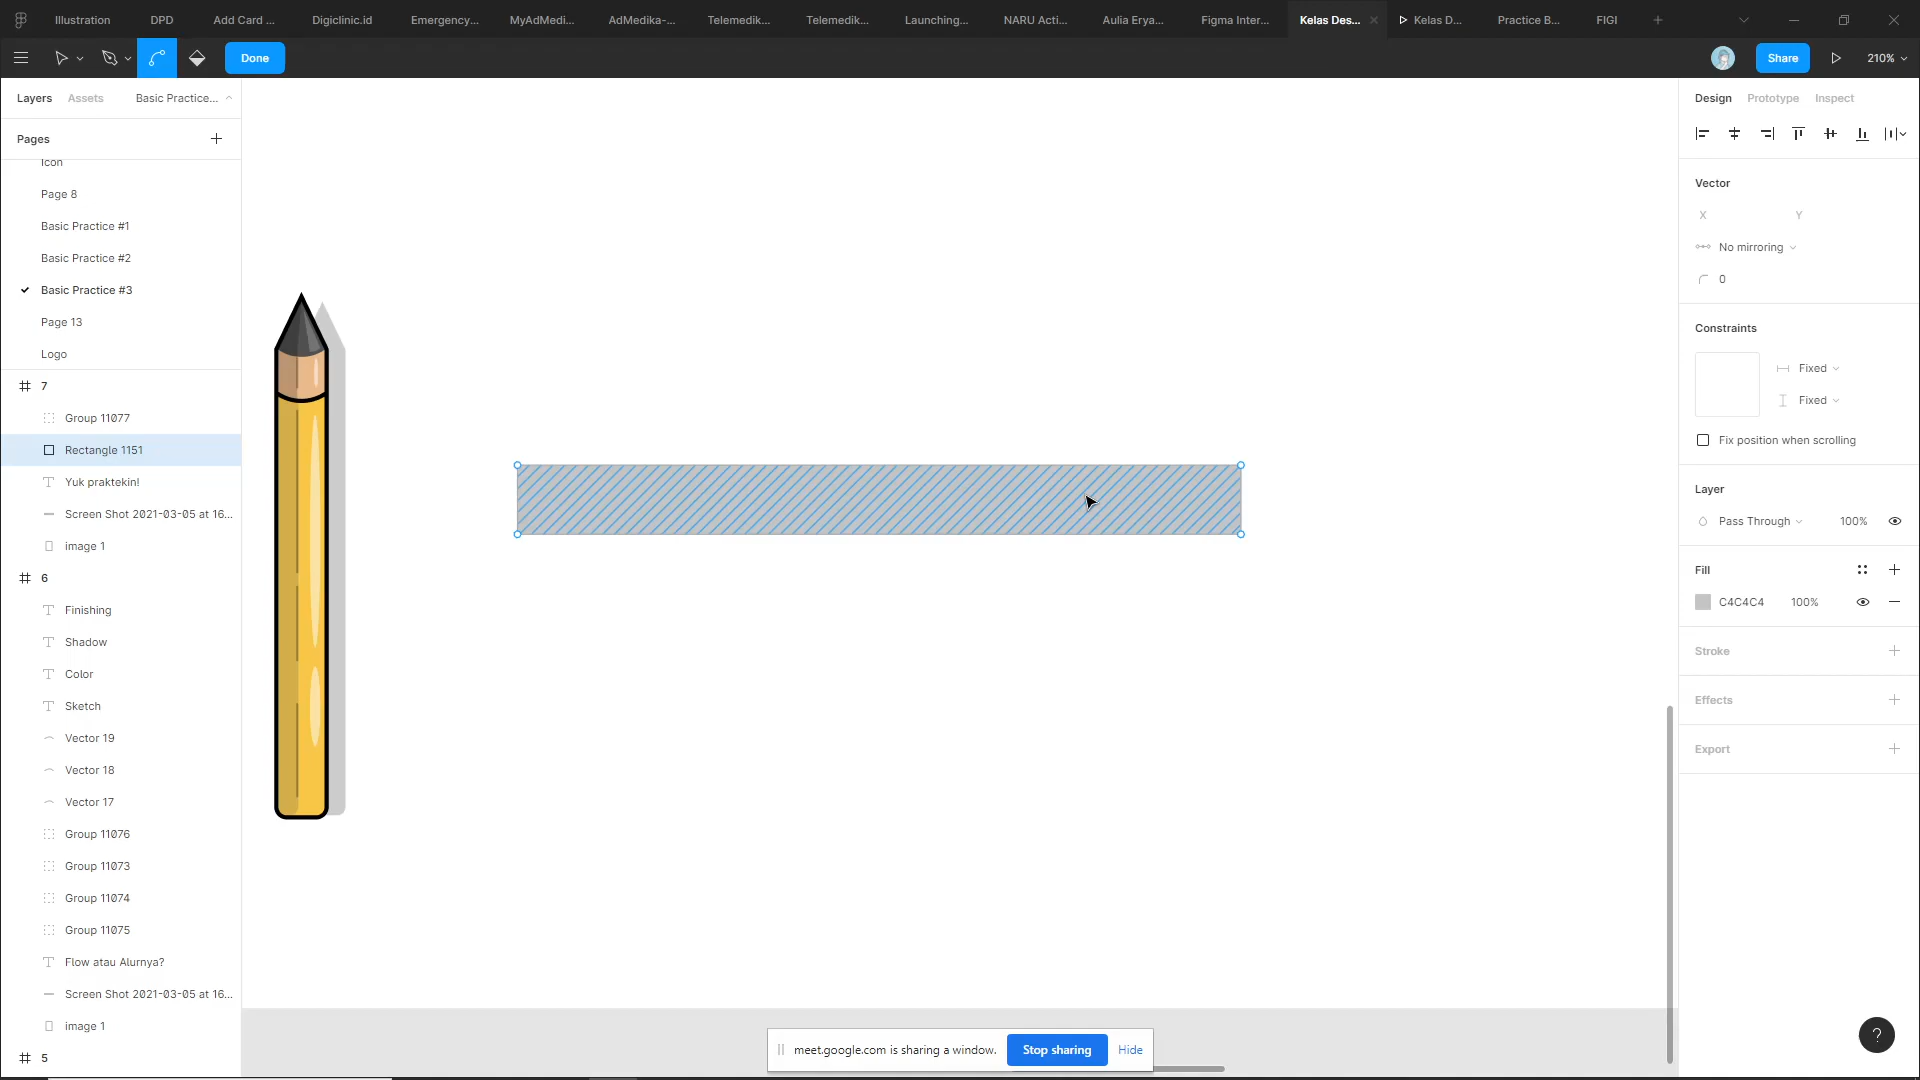 Illustration
DPD
Add Card ...
Digiclinic.id
Emergency...
MyAdMedi...
AdMedika-...
Telemedik...
Telemedik...
Launching...
NARU Acti...
Aulia Erya...
Figma Inter...
Kelas Des...
Kelas D...
Practice B...
FIGI
Done
Share
210%
Layers
Assets
Basic Practice...
Pages
Icon
Page 8
Basic Practice #1
Basic Practice #2
Basic Practice #3
Page 13
Logo
7
Group 11077
Rectangle 1151
Yuk praktekin!
Screen Shot 2021-03-05 at 16...
image 1
6
Finishing
Shadow
Color
Sketch
Vector 19
Vector 18
Vector 17
Group 11076
Group 11073
Group 11074
Group 11075
Flow atau Alurnya?
Screen Shot 2021-03-05 at 16...
image 1
5
Design
Prototype
Inspect
Vector
X
Y
No mirroring
0
Constraints
Fixed
Fixed
Fix position when scrolling
Layer
Pass Through
100%
Fill
C4C4C4
100%
Stroke
Effects
Export
?
meet.google.com is sharing a window.
Stop sharing
Hide